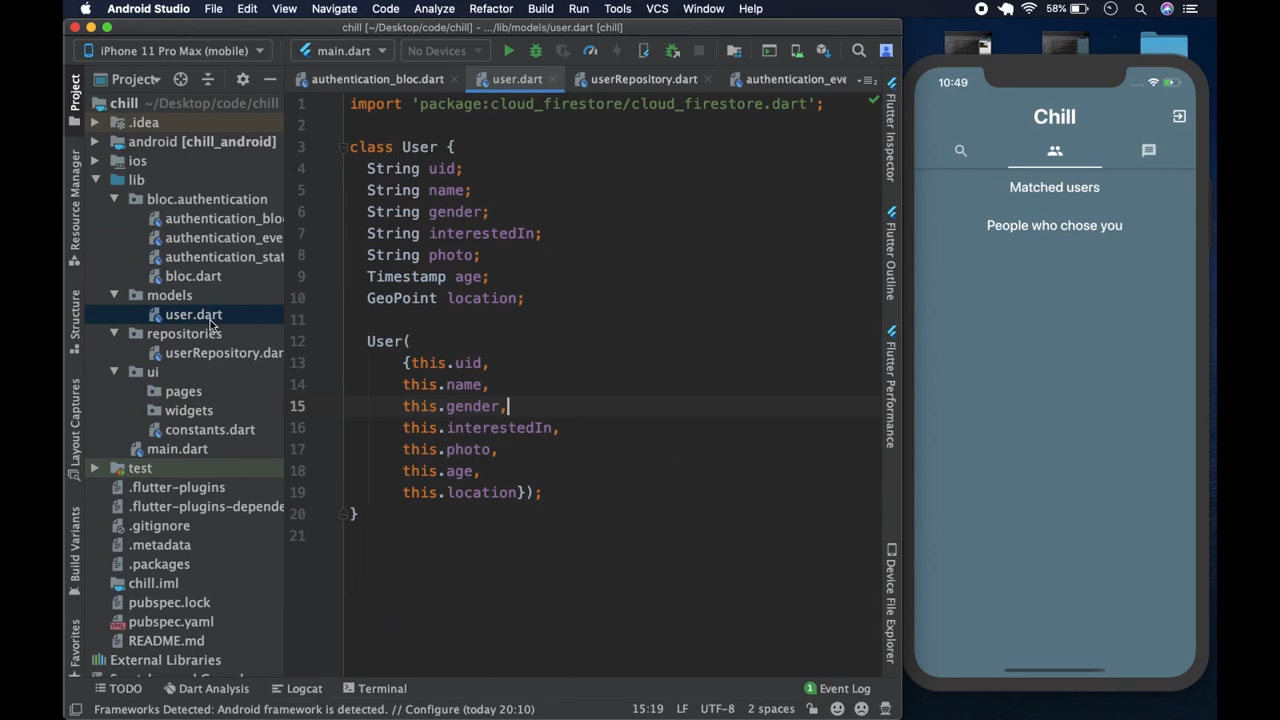 Android Studio File Edit View Navigate Code Analyze Refactor Build Run Tools VCS Window Help 58%
chill [~/Desktop/code/chill] - .../lib/models/user.dart [chill]
iPhone 11 Pro Max (mobile) main.dart No Devices
Project authentication_bloc.dart user.dart userRepository.dart authentication_eve
chill ~/Desktop/code/chill
.idea
android [chill_android]
ios
lib
bloc.authentication
authentication_blo
authentication_eve
authentication_stat
bloc.dart
models
user.dart
repositories
userRepository.dar
ui
pages
widgets
constants.dart
main.dart
test
.flutter-plugins
.flutter-plugins-depende
.gitignore
.metadata
.packages
chill.iml
pubspec.lock
pubspec.yaml
README.md
External Libraries
1 import 'package:cloud_firestore/cloud_firestore.dart';
2
3 class User {
4 String uid;
5 String name;
6 String gender;
7 String interestedIn;
8 String photo;
9 Timestamp age;
10 GeoPoint location;
11
12 User(
13 {this.uid,
14 this.name,
15 this.gender,
16 this.interestedIn,
17 this.photo,
18 this.age,
19 this.location});
20 }
21
Project
Resource Manager
Structure
Layout Captures
Build Variants
Favorites
Flutter Inspector
Flutter Outline
Flutter Performance
Device File Explorer
TODO Dart Analysis Logcat Terminal 1 Event Log
Frameworks Detected: Android framework is detected. // Configure (today 20:10) 15:19 LF UTF-8 2 spaces
10:49
Chill
Matched users
People who chose you